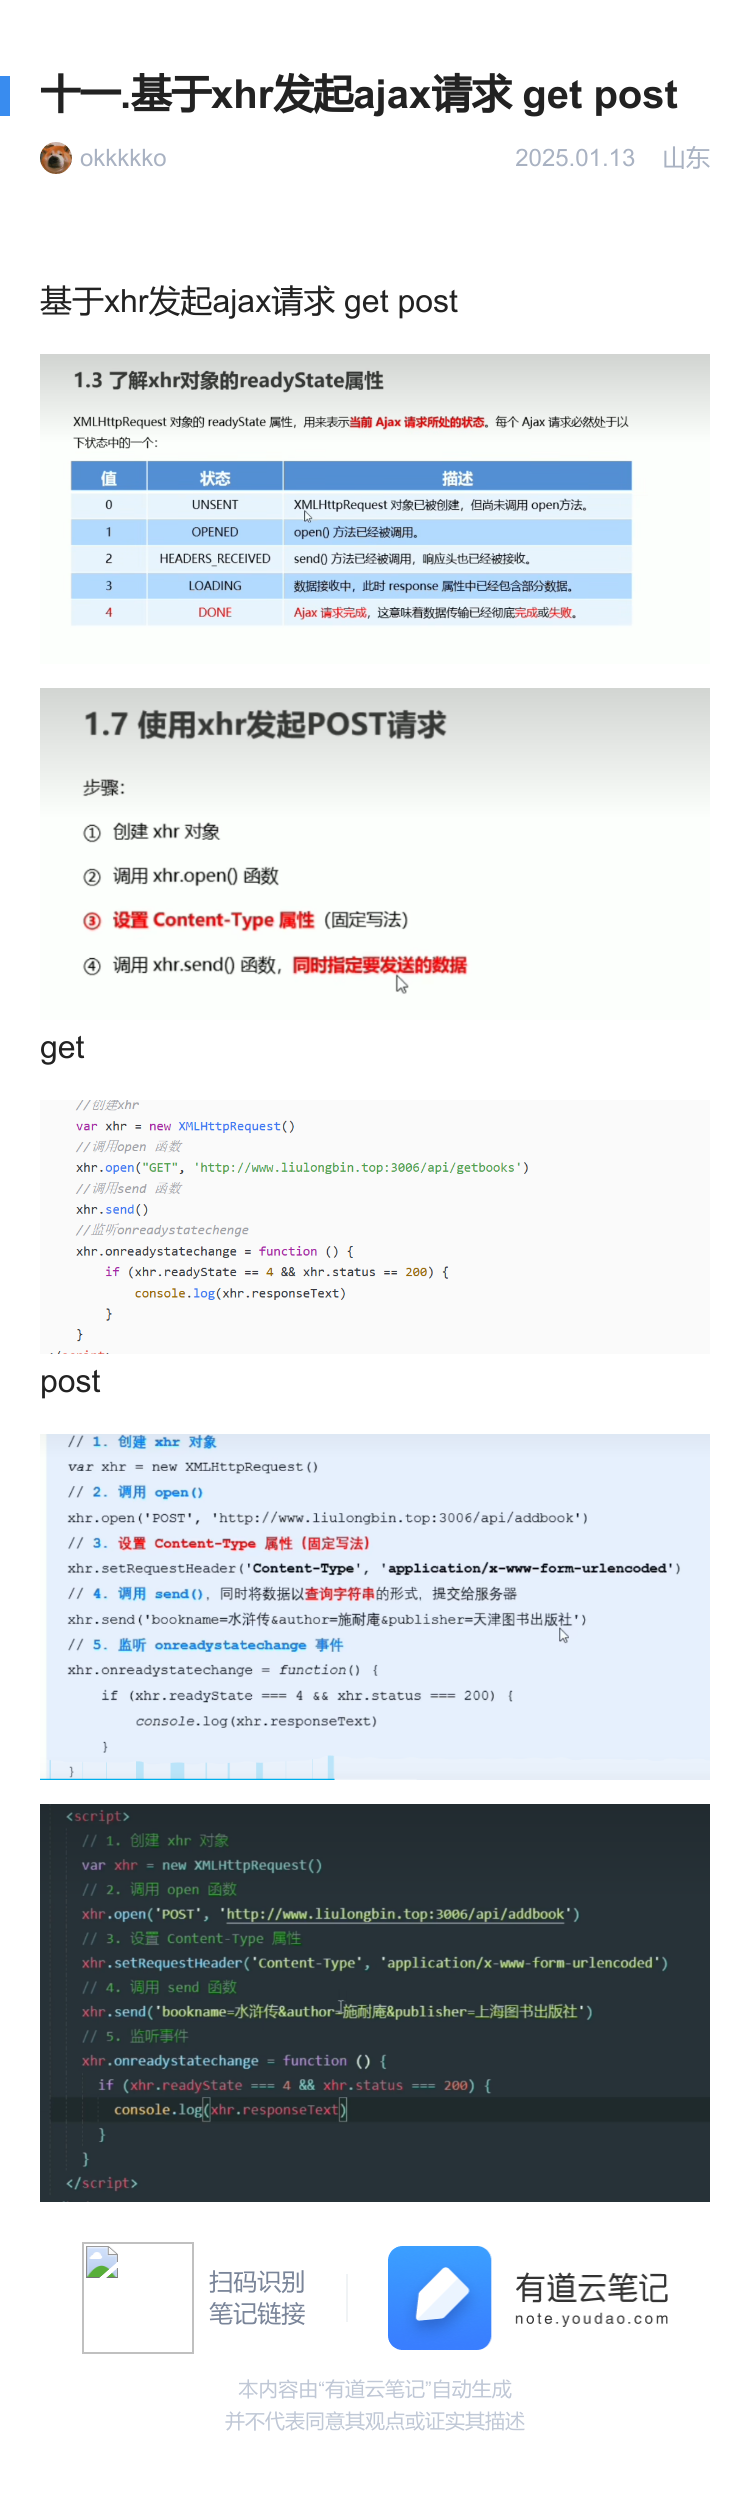 十一.基于xhr发起ajax请求 get post
okkkkko 2025.01.13 山东
基于xhr发起ajax请求 get post
1.3 了解xhr对象的readyState属性
XMLHttpRequest 对象的 readyState 属性，用来表示当前 Ajax 请求所处的状态。每个 Ajax 请求必然处于以
下状态中的一个：
值 状态 描述
0 UNSENT XMLHttpRequest 对象已被创建，但尚未调用 open方法。
1 OPENED open() 方法已经被调用。
2 HEADERS_RECEIVED send() 方法已经被调用，响应头也已经被接收。
3 LOADING 数据接收中，此时 response 属性中已经包含部分数据。
4 DONE Ajax 请求完成，这意味着数据传输已经彻底完成或失败。
1.7 使用xhr发起POST请求
步骤：
① 创建 xhr 对象
② 调用 xhr.open() 函数
③ 设置 Content-Type 属性（固定写法）
④ 调用 xhr.send() 函数，同时指定要发送的数据
get
//创建xhr
var xhr = new XMLHttpRequest()
//调用open 函数
xhr.open("GET", 'http://www.liulongbin.top:3006/api/getbooks')
//调用send 函数
xhr.send()
//监听onreadystatechenge
xhr.onreadystatechange = function () {
if (xhr.readyState == 4 && xhr.status == 200) {
console.log(xhr.responseText)
}
}
</script>
post
// 1. 创建 xhr 对象
var xhr = new XMLHttpRequest()
// 2. 调用 open()
xhr.open('POST', 'http://www.liulongbin.top:3006/api/addbook')
// 3. 设置 Content-Type 属性（固定写法）
xhr.setRequestHeader('Content-Type', 'application/x-www-form-urlencoded')
// 4. 调用 send()，同时将数据以查询字符串的形式，提交给服务器
xhr.send('bookname=水浒传&author=施耐庵&publisher=天津图书出版社')
// 5. 监听 onreadystatechange 事件
xhr.onreadystatechange = function() {
if (xhr.readyState === 4 && xhr.status === 200) {
console.log(xhr.responseText)
}
}
<script>
// 1. 创建 xhr 对象
var xhr = new XMLHttpRequest()
// 2. 调用 open 函数
xhr.open('POST', 'http://www.liulongbin.top:3006/api/addbook')
// 3. 设置 Content-Type 属性
xhr.setRequestHeader('Content-Type', 'application/x-www-form-urlencoded')
// 4. 调用 send 函数
xhr.send('bookname=水浒传&author=施耐庵&publisher=上海图书出版社')
// 5. 监听事件
xhr.onreadystatechange = function () {
if (xhr.readyState === 4 && xhr.status === 200) {
console.log(xhr.responseText)
}
}
</script>
扫码识别
笔记链接
有道云笔记
note.youdao.com
本内容由“有道云笔记”自动生成
并不代表同意其观点或证实其描述